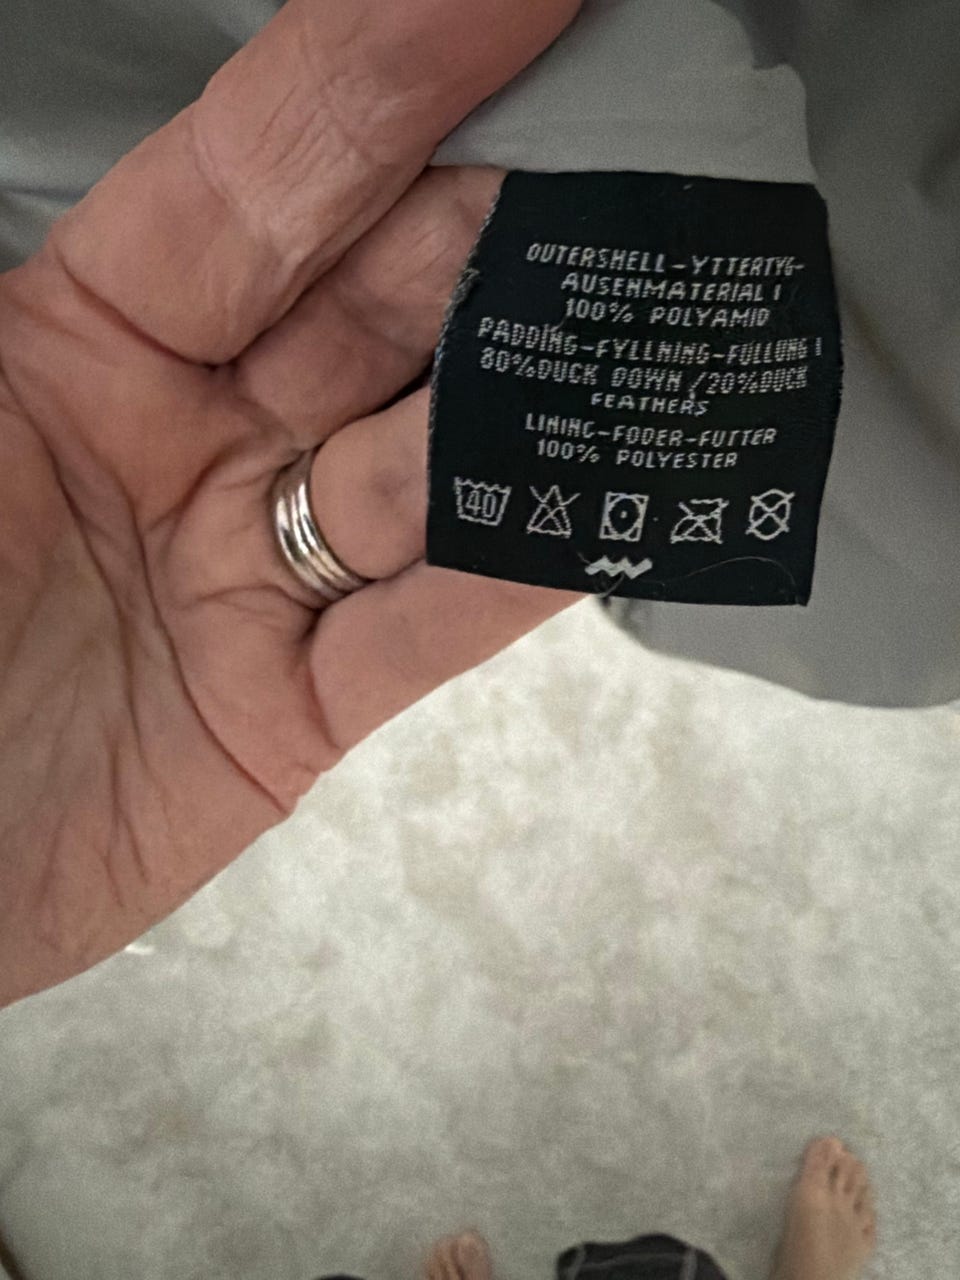 OUTERSHELL-YTTERTYG-
AUSENMATERIAL I
100% POLYAMID
PADDING-FYLLNING-FULLUNG I
80%DUCK DOWN /20%DUCK
FEATHERS
LINING-FODER-FUTTER
100% POLYESTER
40